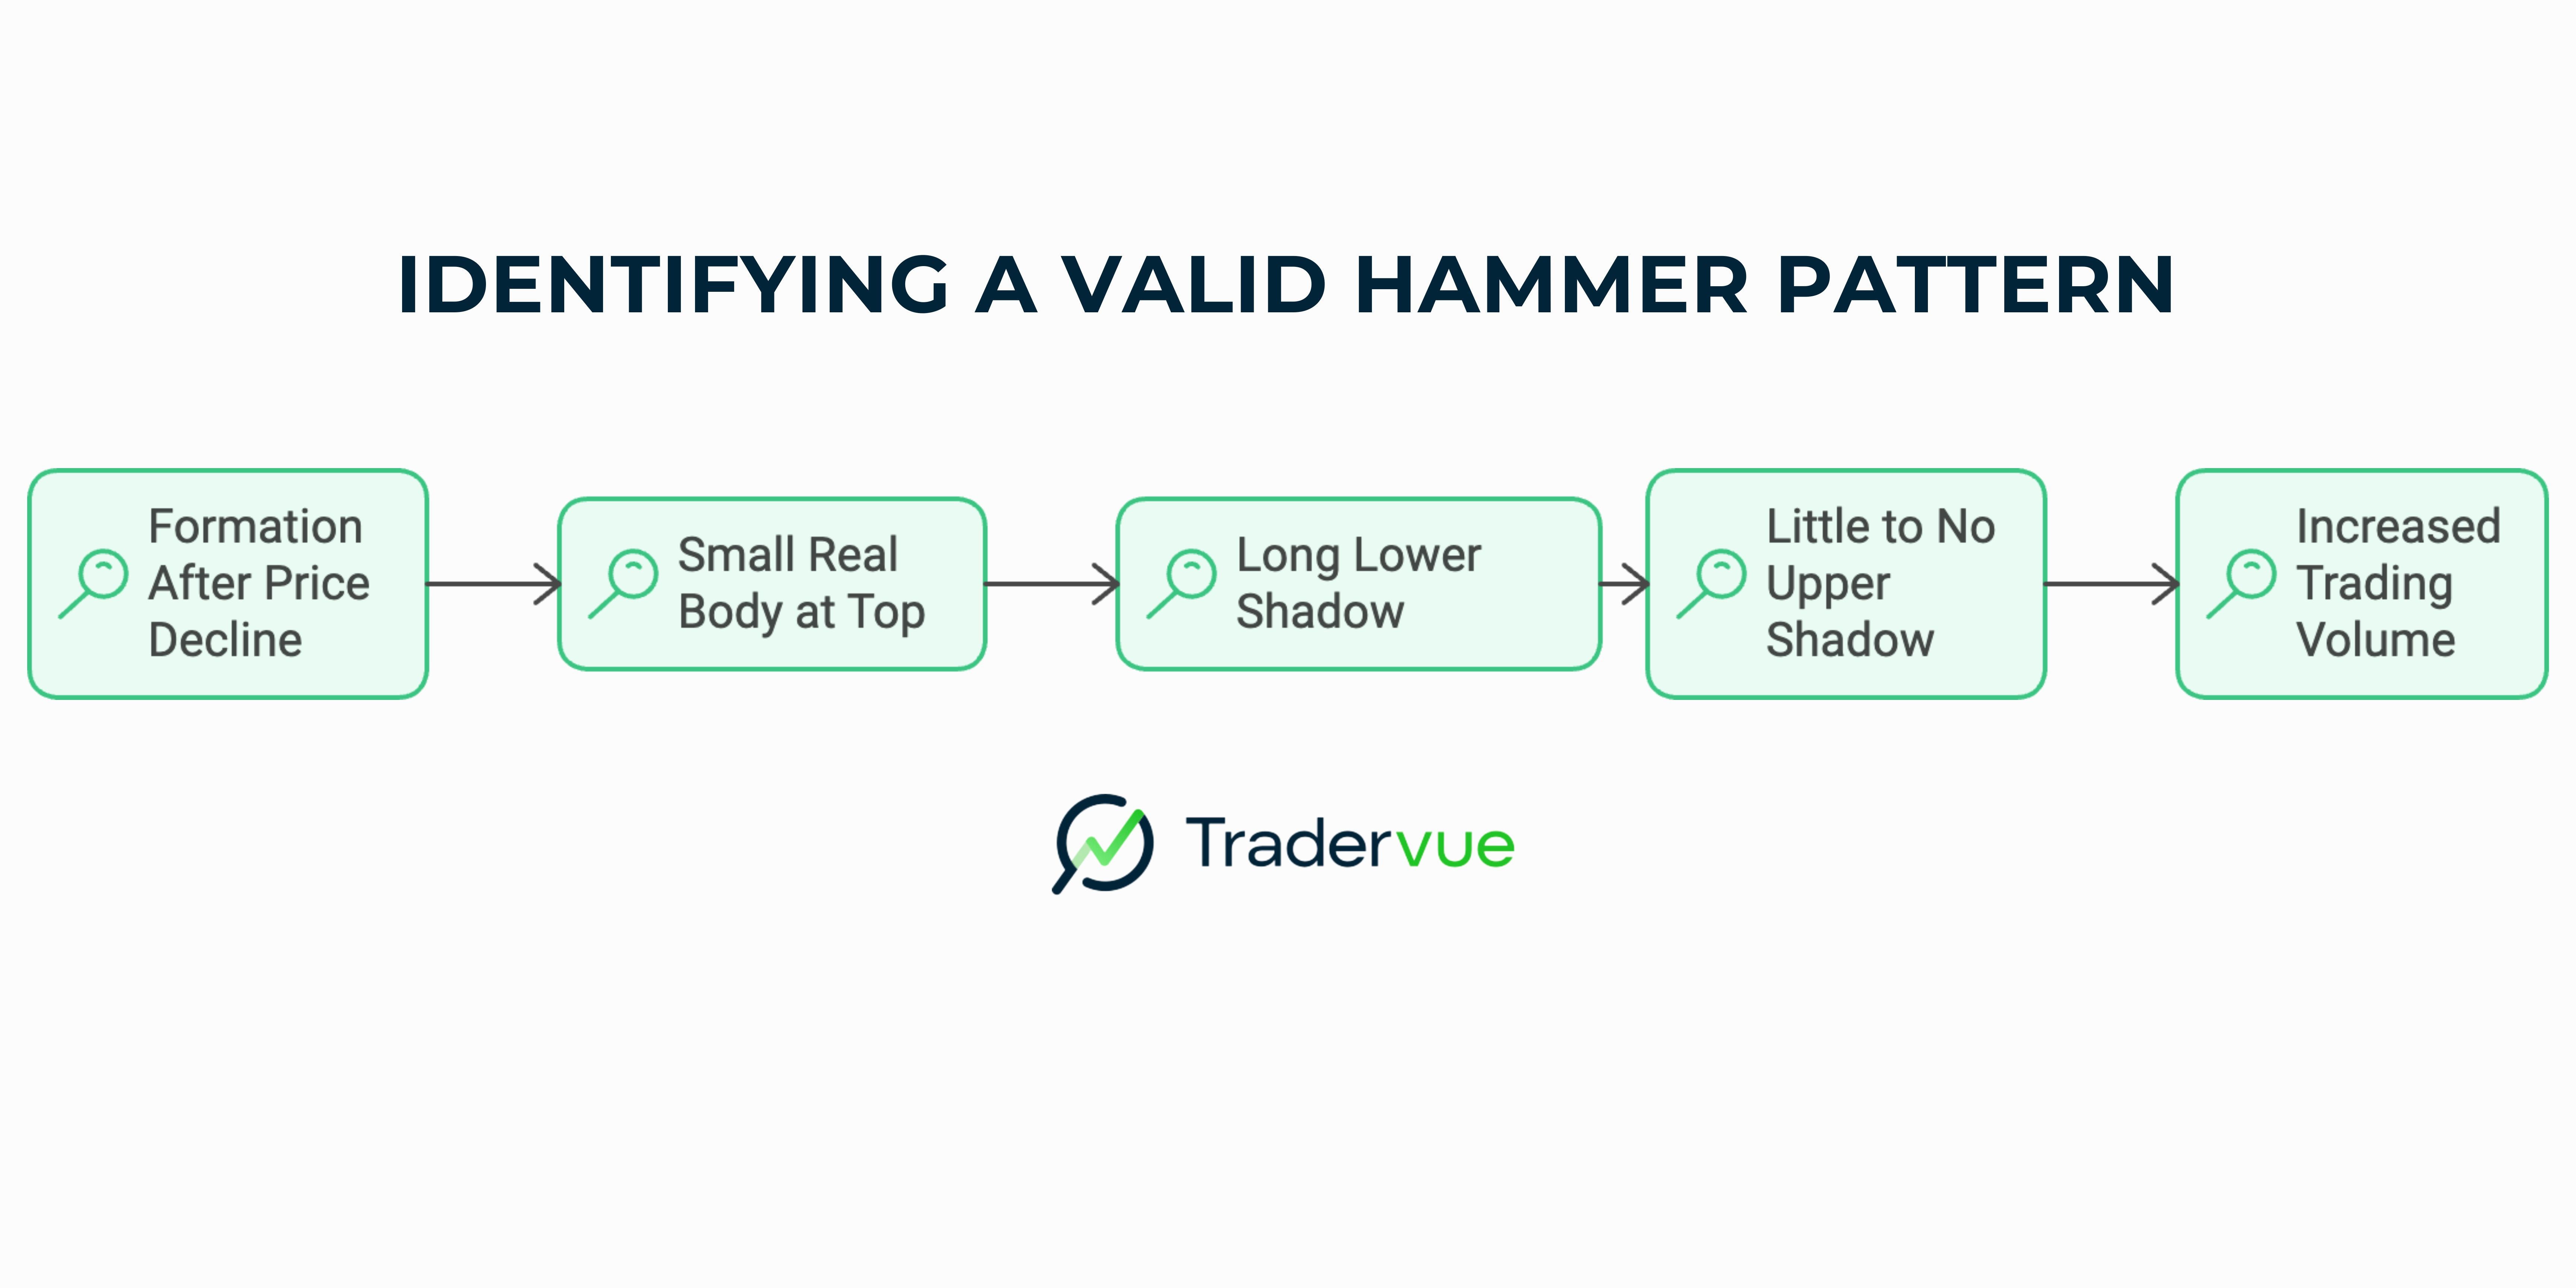 IDENTIFYING A VALID HAMMER PATTERN
Formation
After Price
Decline
Small Real
Body at Top
Long Lower
Shadow
Little to No
Upper
Shadow
Increased
Trading
Volume
Tradervue